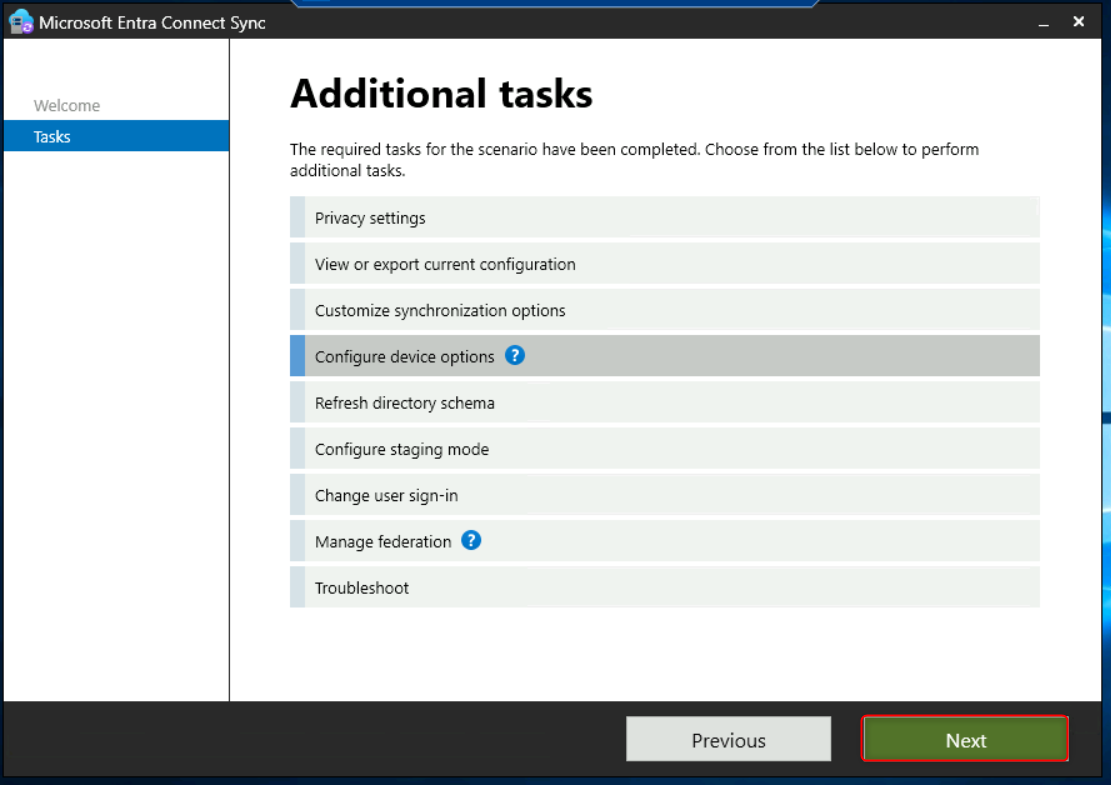 Microsoft Entra Connect Sync
Welcome
Tasks
Additional tasks
The required tasks for the scenario have been completed. Choose from the list below to perform
additional tasks.
Privacy settings
View or export current configuration
Customize synchronization options
Configure device options ?
Refresh directory schema
Configure staging mode
Change user sign-in
Manage federation ?
Troubleshoot
Previous
Next